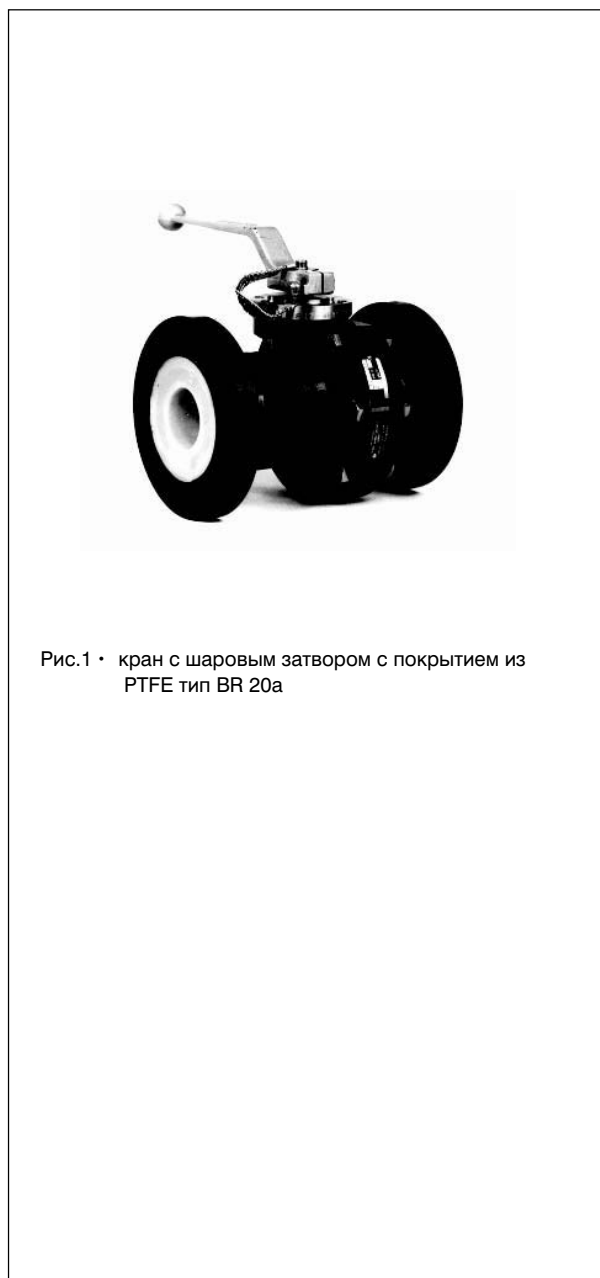 Рис.1 · кран с шаровым затвором с покрытием из
PTFE тип BR 20a